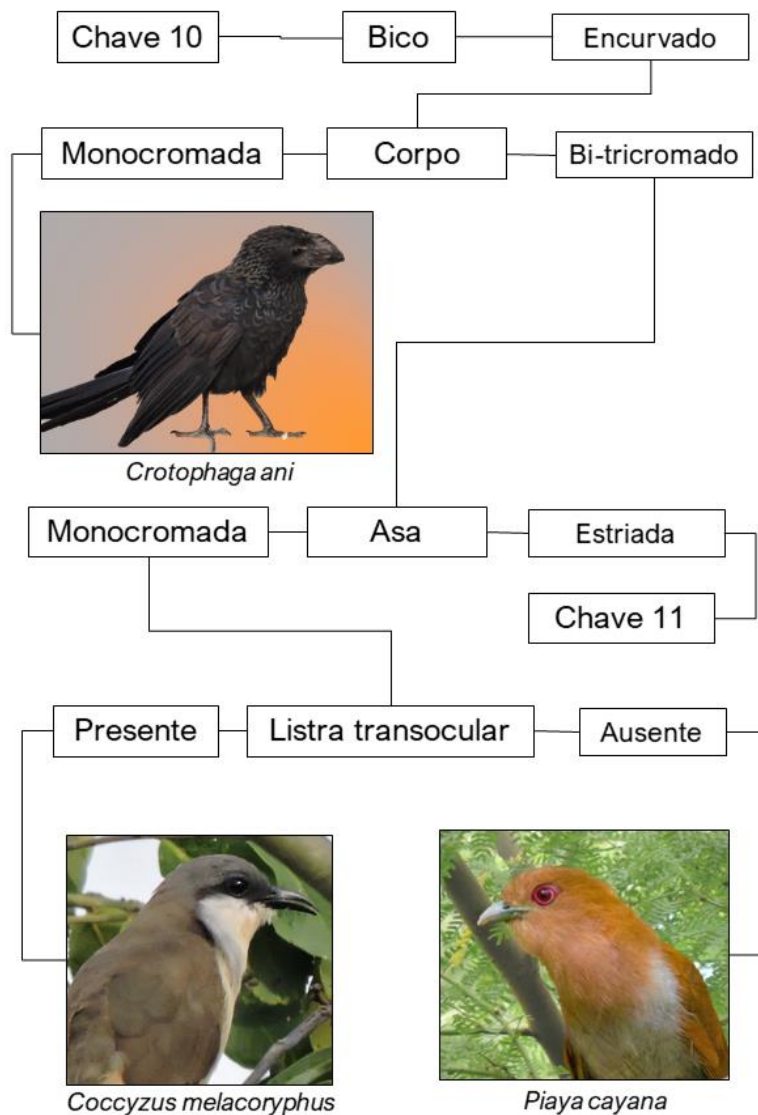 Chave 10
Bico
Encurvado
Monocromada
Corpo
Bi-tricromado
Crotophaga ani
Monocromada
Asa
Estriada
Chave 11
Presente
Listra transocular
Ausente
Coccyzus melacoryphus
Piaya cayana